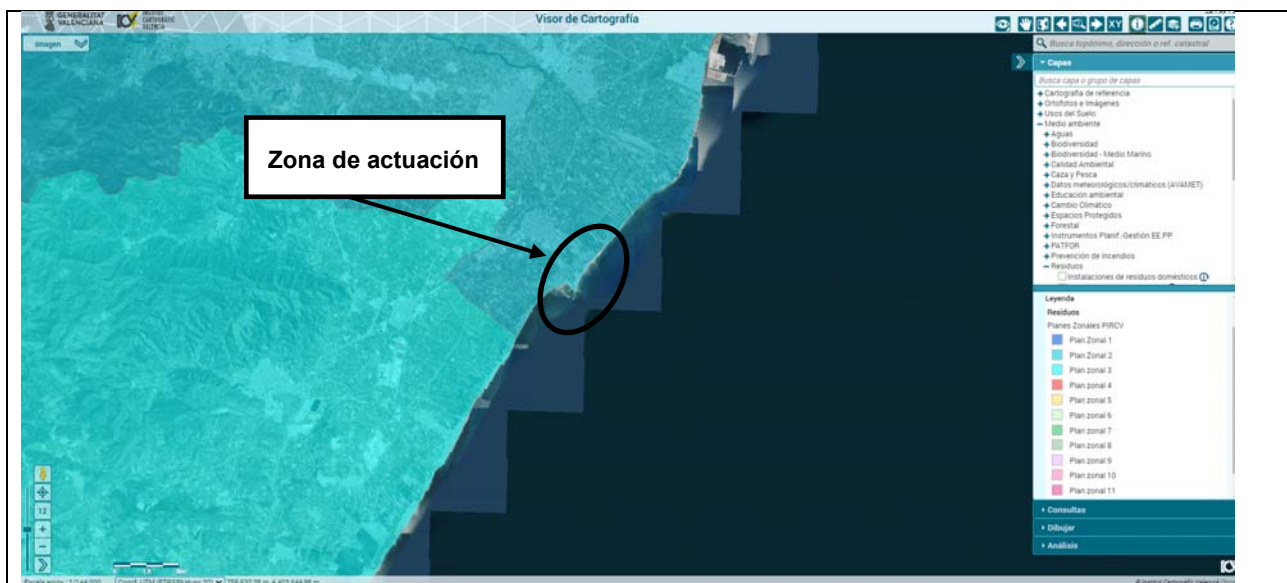 GENERALITAT
VALENCIANA
INSTITUT
CARTOGRÀFIC
VALENCIÀ
Visor de Cartografía
XY
Imagen
Busca topónimo, dirección o ref. catastral
Capas
Busca capa o grupo de capas
Cartografía de referencia
Ortofotos e Imágenes
Usos del Suelo
Medio ambiente
Aguas
Biodiversidad
Biodiversidad - Medio Marino
Calidad Ambiental
Caza y Pesca
Datos meteorológicos/climáticos (AVAMET)
Educación ambiental
Cambio Climático
Espacios Protegidos
Forestal
Instrumentos Planif.-Gestión EE.PP.
PATFOR
Prevención de incendios
Residuos
Instalaciones de residuos domésticos
Zona de actuación
Leyenda
Residuos
Planes Zonales PIRCV
Plan Zonal 1
Plan Zonal 2
Plan zonal 3
Plan zonal 4
Plan zonal 5
Plan zonal 6
Plan zonal 7
Plan zonal 8
Plan zonal 9
Plan zonal 10
Plan zonal 11
Consultas
Dibujar
Análisis
12